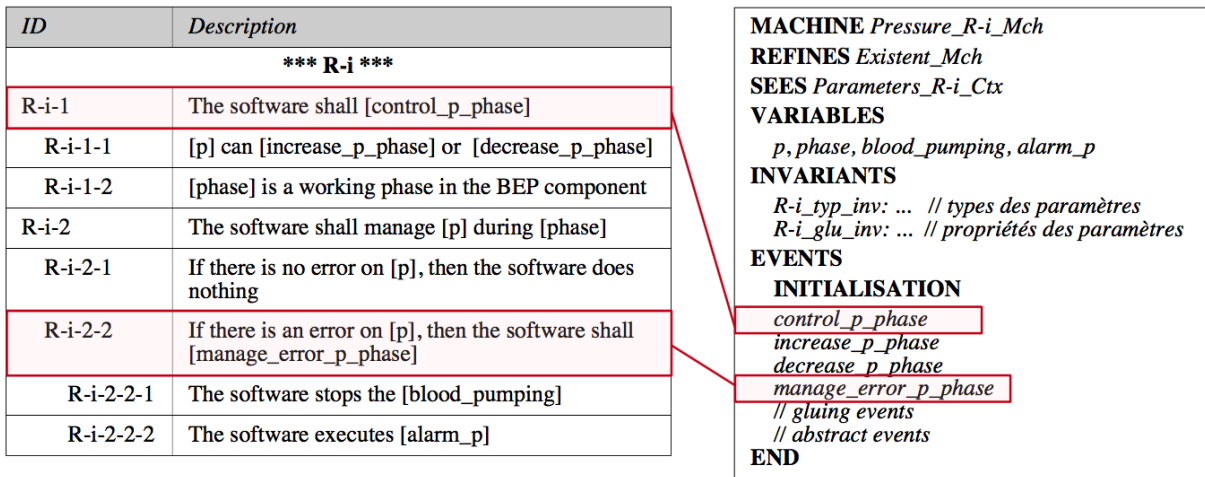 ID Description
*** R-i ***
R-i-1 The software shall [control_p_phase]
R-i-1-1 [p] can [increase_p_phase] or [decrease_p_phase]
R-i-1-2 [phase] is a working phase in the BEP component
R-i-2 The software shall manage [p] during [phase]
R-i-2-1 If there is no error on [p], then the software does
nothing
R-i-2-2 If there is an error on [p], then the software shall
[manage_error_p_phase]
R-i-2-2-1 The software stops the [blood_pumping]
R-i-2-2-2 The software executes [alarm_p]
MACHINE Pressure_R-i_Mch
REFINES Existent_Mch
SEES Parameters_R-i_Ctx
VARIABLES
p, phase, blood_pumping, alarm_p
INVARIANTS
R-i_typ_inv: ... // types des paramètres
R-i_glu_inv: ... // propriétés des paramètres
EVENTS
INITIALISATION
control_p_phase
increase_p_phase
decrease_p_phase
manage_error_p_phase
// gluing events
// abstract events
END